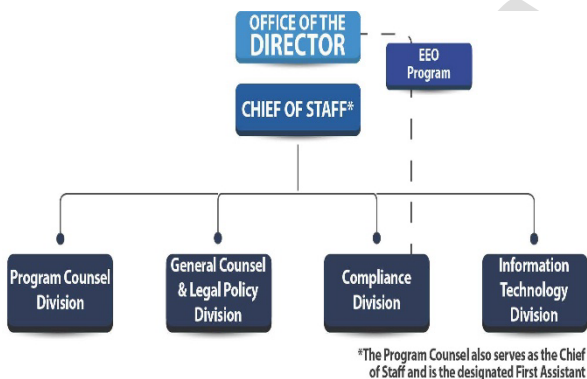 OFFICE OF THE
DIRECTOR
EEO
Program
CHIEF OF STAFF*
Program Counsel
Division
General Counsel
& Legal Policy
Division
Compliance
Division
Information
Technology
Division
*The Program Counsel also serves as the Chief
of Staff and is the designated First Assistant